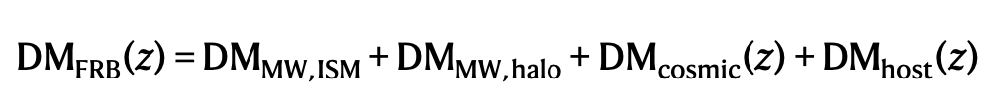 DM_FRB(z) = DM_MW,ISM + DM_MW,halo + DM_cosmic(z) + DM_host(z)